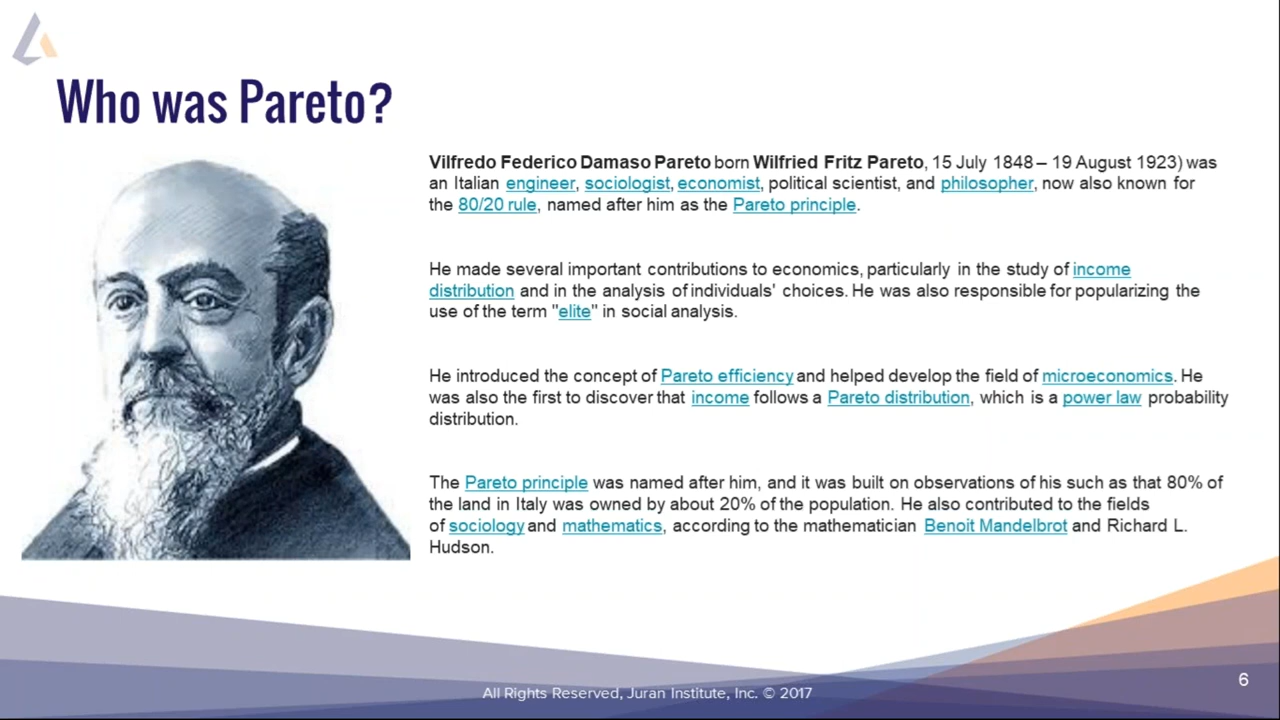 Who was Pareto?
Vilfredo Federico Damaso Pareto born Wilfried Fritz Pareto, 15 July 1848 – 19 August 1923) was
an Italian engineer, sociologist, economist, political scientist, and philosopher, now also known for
the 80/20 rule, named after him as the Pareto principle.
He made several important contributions to economics, particularly in the study of income
distribution and in the analysis of individuals' choices. He was also responsible for popularizing the
use of the term "elite" in social analysis.
He introduced the concept of Pareto efficiency and helped develop the field of microeconomics. He
was also the first to discover that income follows a Pareto distribution, which is a power law probability
distribution.
The Pareto principle was named after him, and it was built on observations of his such as that 80% of
the land in Italy was owned by about 20% of the population. He also contributed to the fields
of sociology and mathematics, according to the mathematician Benoit Mandelbrot and Richard L.
Hudson.
All Rights Reserved, Juran Institute, Inc. © 2017
6